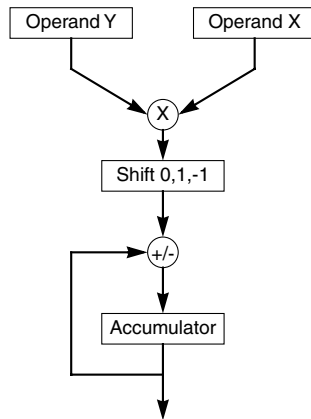 Operand Y
Operand X
X
Shift 0,1,-1
+/-
Accumulator